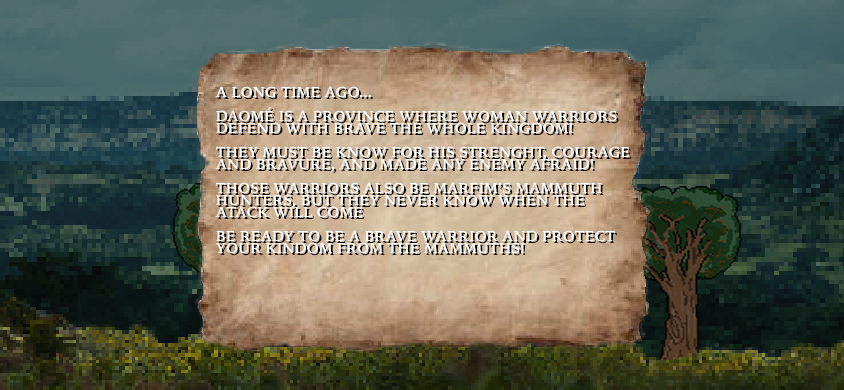 A LONG TIME AGO...
DAOMÉ IS A PROVINCE WHERE WOMAN WARRIORS
DEFEND WITH BRAVE THE WHOLE KINGDOM!
THEY MUST BE KNOW FOR HIS STRENGHT, COURAGE
AND BRAVURE, AND MADE ANY ENEMY AFRAID!
THOSE WARRIORS ALSO BE MARFIM'S MAMMUTH
HUNTERS, BUT THEY NEVER KNOW WHEN THE
ATACK WILL COME
BE READY TO BE A BRAVE WARRIOR AND PROTECT
YOUR KINDOM FROM THE MAMMUTHS!